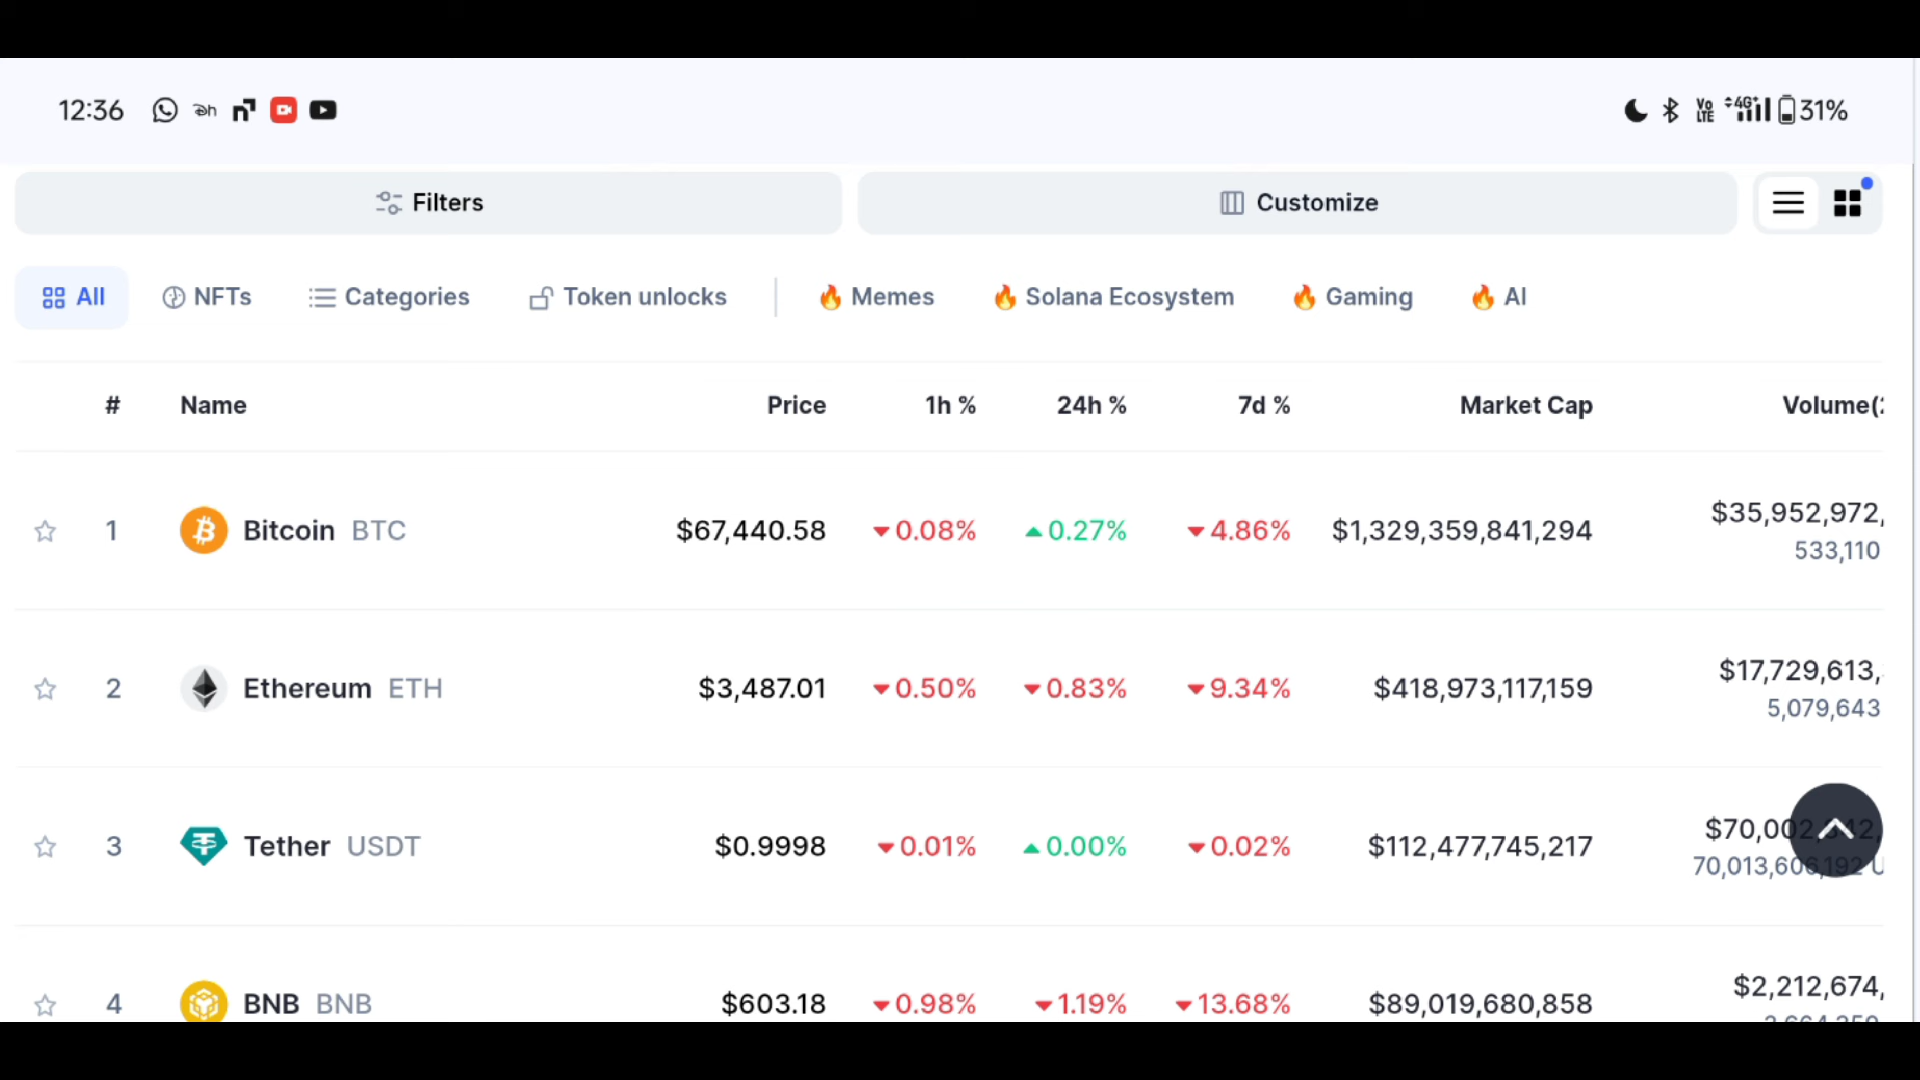 12:36 31%
Filters Customize
All NFTs Categories Token unlocks Memes Solana Ecosystem Gaming AI
# Name Price 1h % 24h % 7d % Market Cap
1 Bitcoin BTC $67,440.58 0.08% 0.27% 4.86% $1,329,359,841,294 $35,952,972,
533,110
2 Ethereum ETH $3,487.01 0.50% 0.83% 9.34% $418,973,117,159 $17,729,613,
5,079,643
3 Tether USDT $0.9998 0.01% 0.00% 0.02% $112,477,745,217
4 BNB BNB $603.18 0.98% 1.19% 13.68% $89,019,680,858 $2,212,674,